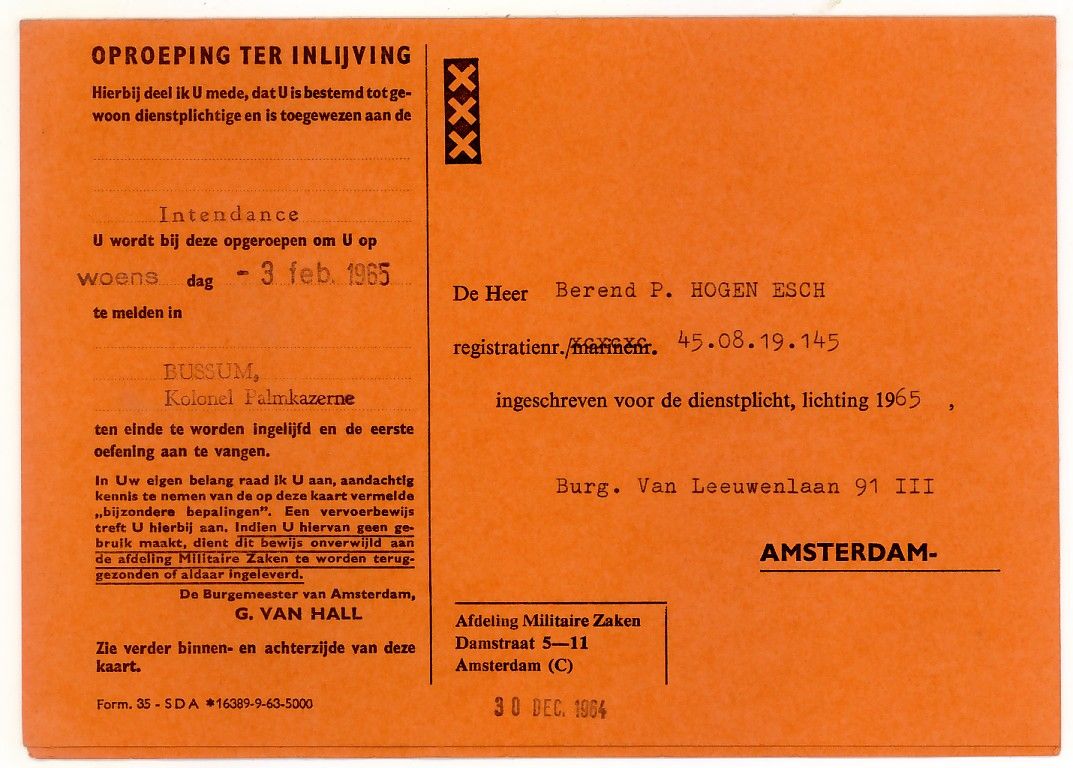 OPROEPING TER INLIJVING
Hierbij deel ik U mede, dat U is bestemd tot ge-
woon dienstplichtige en is toegewezen aan de
Intendance
U wordt bij deze opgeroepen om U op
woens dag - 3 feb. 1965
te melden in
BUSSUM,
Kolonel Palmkazerne
ten einde te worden ingelijfd en de eerste
oefening aan te vangen.
In Uw eigen belang raad ik U aan, aandachtig
kennis te nemen van de op deze kaart vermelde
„bijzondere bepalingen”. Een vervoerbewijs
treft U hierbij aan. Indien U hiervan geen ge-
bruik maakt, dient dit bewijs onverwijld aan
de afdeling Militaire Zaken te worden terug-
gezonden of aldaar ingeleverd.
De Burgemeester van Amsterdam,
G. VAN HALL
Zie verder binnen- en achterzijde van deze
kaart.
Form. 35 - S D A *16389-9-63-5000
De Heer Berend P. HOGEN ESCH
registratienr./marinenr. 45.08.19.145
ingeschreven voor de dienstplicht, lichting 1965 ,
Burg. Van Leeuwenlaan 91 III
AMSTERDAM-
Afdeling Militaire Zaken
Damstraat 5—11
Amsterdam (C)
30 DEC. 1964